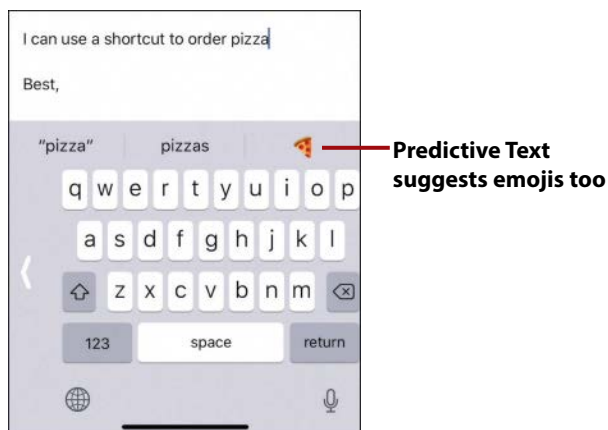 I can use a shortcut to order pizza
Best,
"pizza" pizzas 🍕
Predictive Text
suggests emojis too
q w e r t y u i o p
a s d f g h j k l
z x c v b n m
123 space return